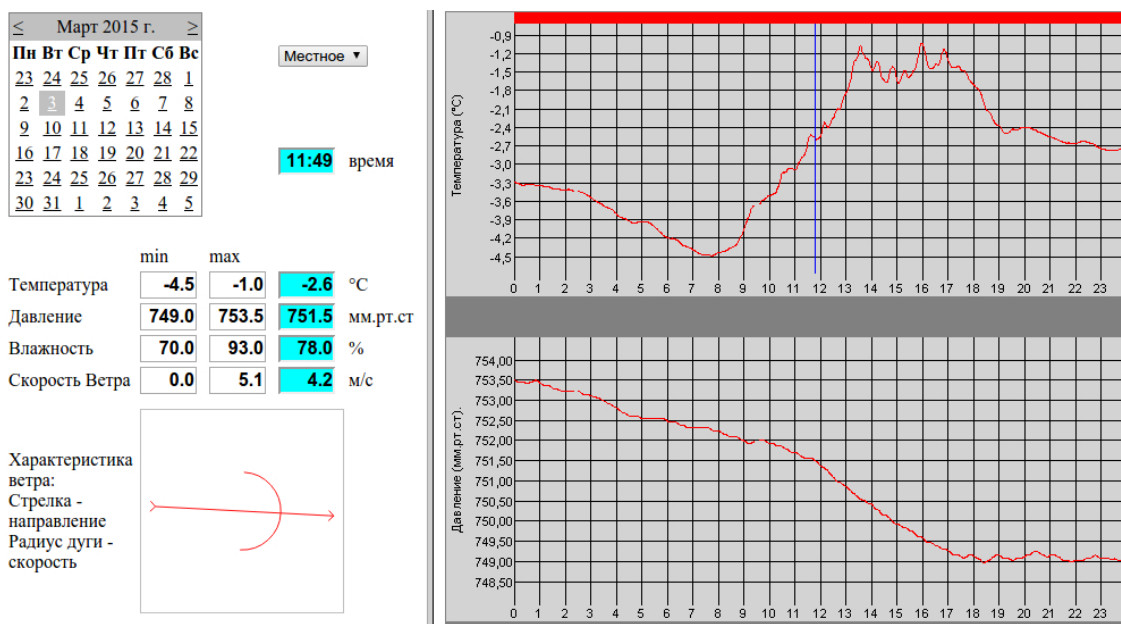 < Март 2015 г. >
Пн Вт Ср Чт Пт Сб Вс
23 24 25 26 27 28 1
2 3 4 5 6 7 8
9 10 11 12 13 14 15
16 17 18 19 20 21 22
23 24 25 26 27 28 29
30 31 1 2 3 4 5
Местное ▼
11:49 время
min max
Температура -4.5 -1.0 -2.6 °C
Давление 749.0 753.5 751.5 мм.рт.ст
Влажность 70.0 93.0 78.0 %
Скорость Ветра 0.0 5.1 4.2 м/с
Характеристика
ветра:
Стрелка -
направление
Радиус дуги -
скорость
Температура (°C)
-0,9
-1,2
-1,5
-1,8
-2,1
-2,4
-2,7
-3,0
-3,3
-3,6
-3,9
-4,2
-4,5
0 1 2 3 4 5 6 7 8 9 10 11 12 13 14 15 16 17 18 19 20 21 22 23
Давление (мм.рт.ст).
754,00
753,50
753,00
752,50
752,00
751,50
751,00
750,50
750,00
749,50
749,00
748,50
0 1 2 3 4 5 6 7 8 9 10 11 12 13 14 15 16 17 18 19 20 21 22 23